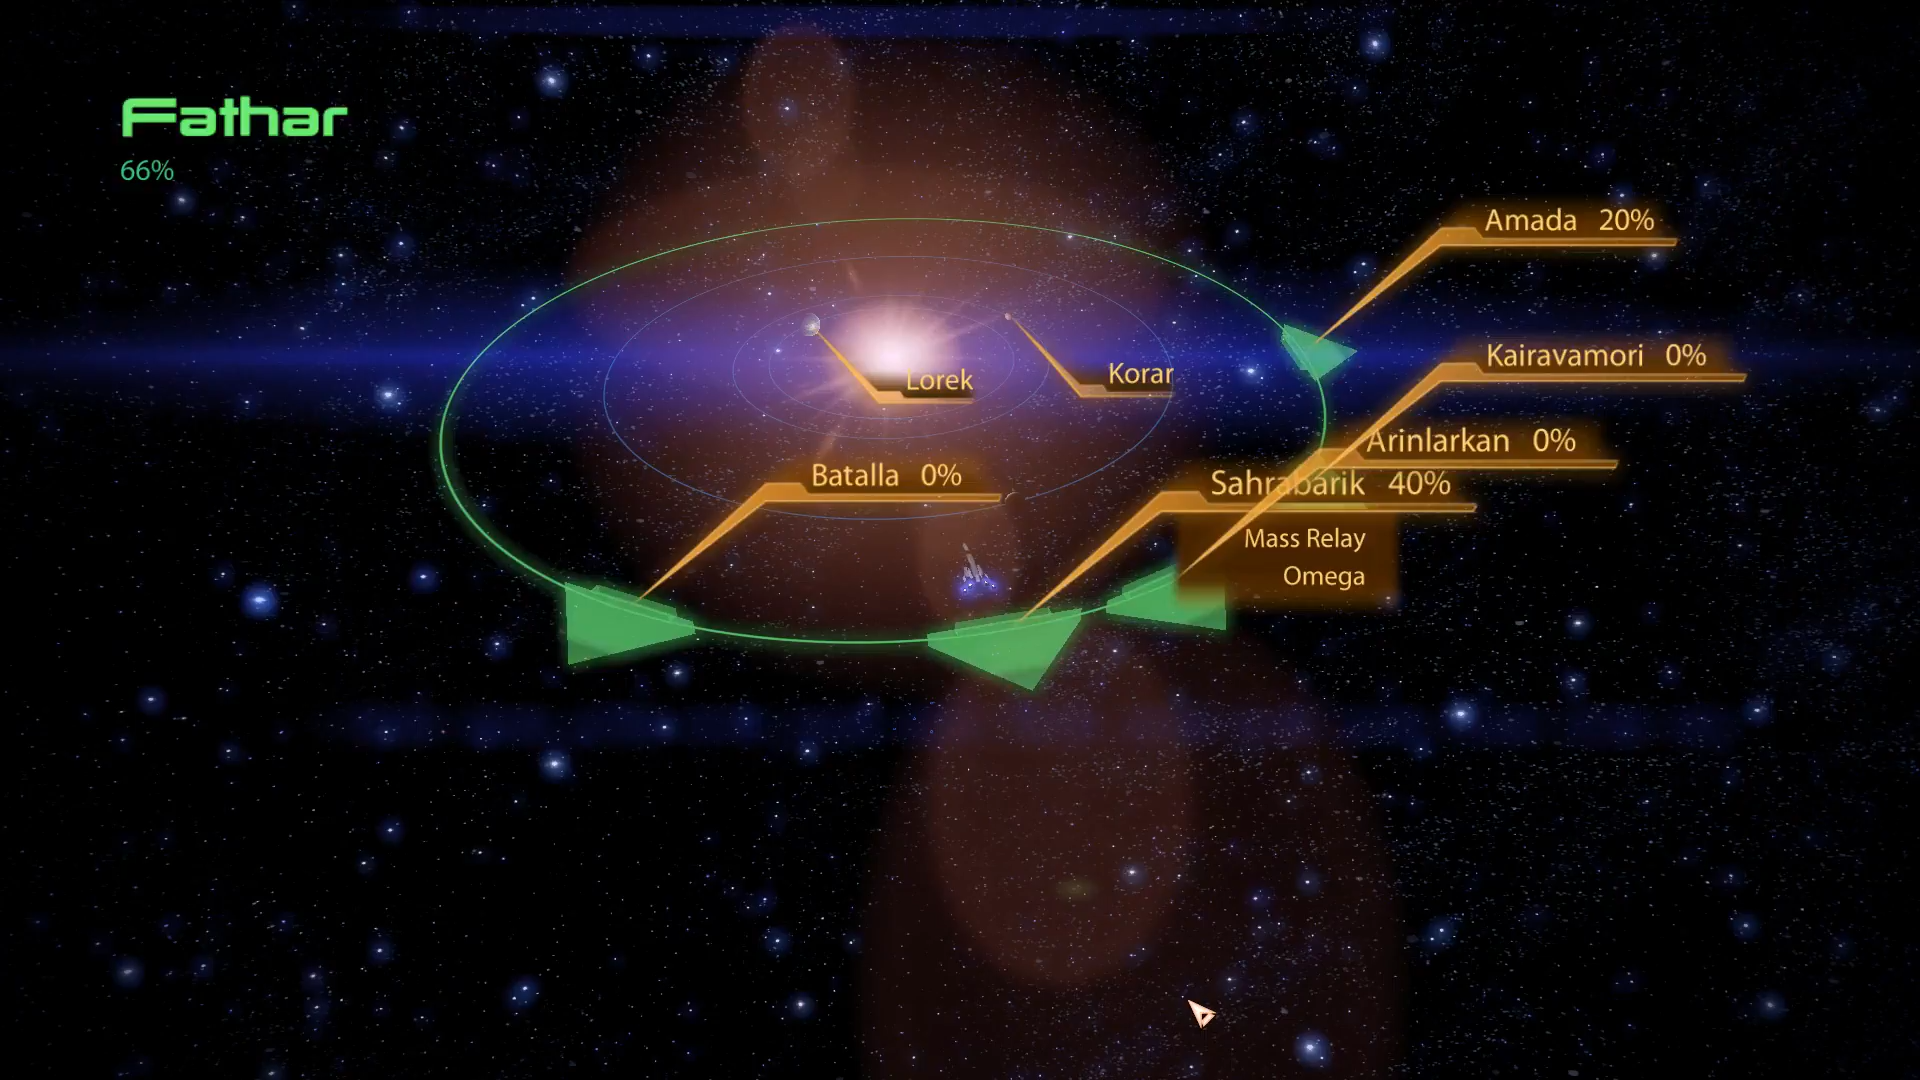 Fathar
66%
Amada 20%
Kairavamori 0%
Lorek
Korar
Arinlarkan 0%
Batalla 0%
Sahrabarik 40%
Mass Relay
Omega